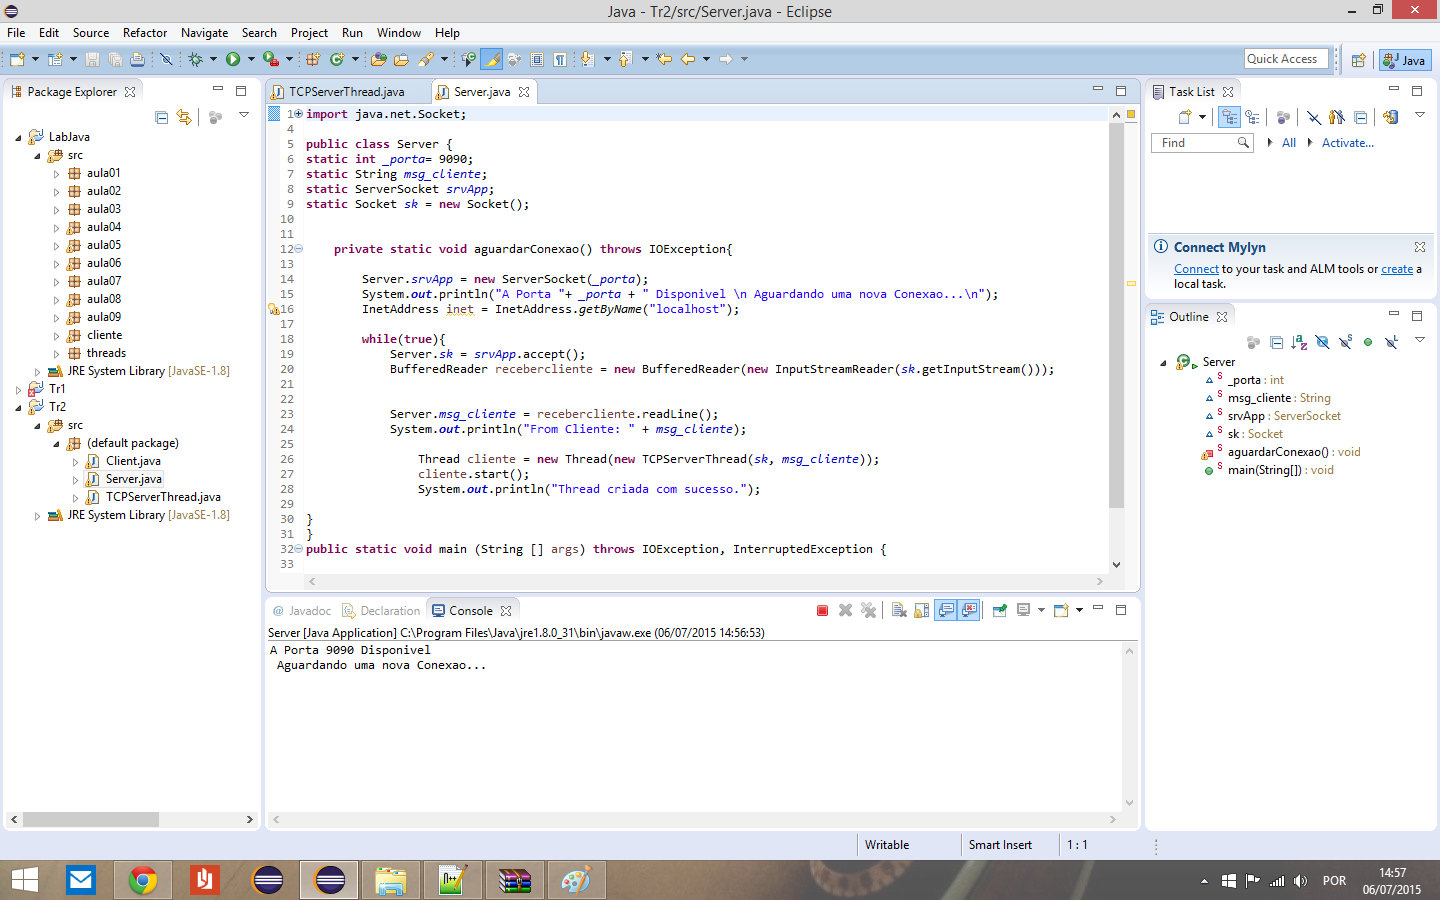 Java - Tr2/src/Server.java - Eclipse
File Edit Source Refactor Navigate Search Project Run Window Help
Quick Access
Java
Package Explorer
LabJava
src
aula01
aula02
aula03
aula04
aula05
aula06
aula07
aula08
aula09
cliente
threads
JRE System Library [JavaSE-1.8]
Tr1
Tr2
src
(default package)
Client.java
Server.java
TCPServerThread.java
JRE System Library [JavaSE-1.8]
TCPServerThread.java
Server.java
1 import java.net.Socket;
4
5 public class Server {
6 static int _porta= 9090;
7 static String msg_cliente;
8 static ServerSocket srvApp;
9 static Socket sk = new Socket();
10
11
12 private static void aguardarConexao() throws IOException{
13
14 Server.srvApp = new ServerSocket(_porta);
15 System.out.println("A Porta "+ _porta + " Disponivel \n Aguardando uma nova Conexao...\n");
16 InetAddress inet = InetAddress.getByName("localhost");
17
18 while(true){
19 Server.sk = srvApp.accept();
20 BufferedReader recebercliente = new BufferedReader(new InputStreamReader(sk.getInputStream()));
21
22
23 Server.msg_cliente = recebercliente.readLine();
24 System.out.println("From Cliente: " + msg_cliente);
25
26 Thread cliente = new Thread(new TCPServerThread(sk, msg_cliente));
27 cliente.start();
28 System.out.println("Thread criada com sucesso.");
29
30 }
31 }
32 public static void main (String [] args) throws IOException, InterruptedException {
33
Javadoc
Declaration
Console
Server [Java Application] C:\Program Files\Java\jre1.8.0_31\bin\javaw.exe (06/07/2015 14:56:53)
A Porta 9090 Disponivel
Aguardando uma nova Conexao...
Task List
Find
All
Activate...
Connect Mylyn
Connect to your task and ALM tools or create a
local task.
Outline
Server
_porta : int
msg_cliente : String
srvApp : ServerSocket
sk : Socket
aguardarConexao() : void
main(String[]) : void
Writable
Smart Insert
1 : 1
POR
14:57
06/07/2015